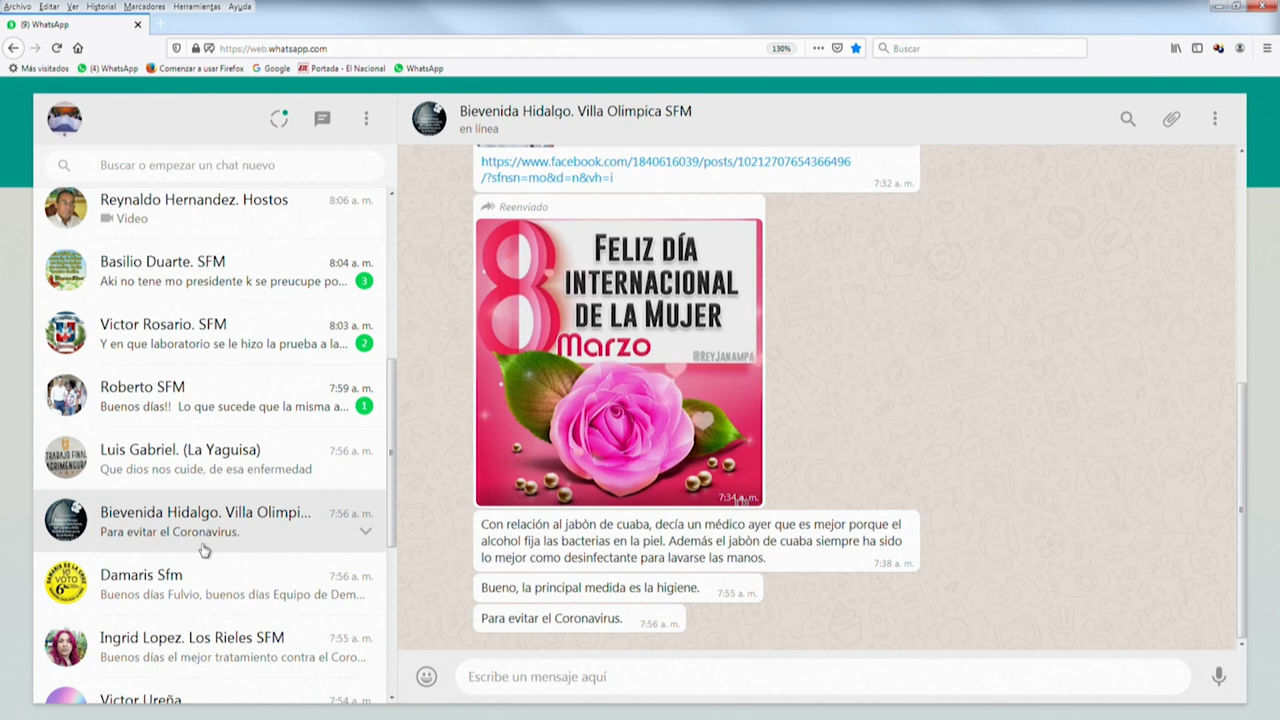 Archivo Editar Ver Historial Marcadores Herramientas Ayuda
(9) WhatsApp
https://web.whatsapp.com
130%
Buscar
Más visitados
(4) WhatsApp
Comenzar a usar Firefox
Google
Portada - El Nacional
WhatsApp
Buscar o empezar un chat nuevo
Reynaldo Hernandez. Hostos 8:06 a. m.
Video
Basilio Duarte. SFM 8:04 a. m.
Aki no tene mo presidente k se preucupe po... 3
Victor Rosario. SFM 8:03 a. m.
Y en que laboratorio se le hizo la prueba a la... 2
Roberto SFM 7:59 a. m.
Buenos días!! Lo que sucede que la misma a... 1
Luis Gabriel. (La Yaguisa) 7:56 a. m.
Que dios nos cuide, de esa enfermedad
Bievenida Hidalgo. Villa Olimpi... 7:56 a. m.
Para evitar el Coronavirus.
Damaris Sfm 7:56 a. m.
Buenos días Fulvio, buenos días Equipo de Dem...
Ingrid Lopez. Los Rieles SFM 7:55 a. m.
Buenos días el mejor tratamiento contra el Coro...
Victor Ureña 7:54 a. m.
Bievenida Hidalgo. Villa Olimpica SFM
en línea
https://www.facebook.com/1840616039/posts/10212707654366496
/?sfnsn=mo&d=n&vh=i
7:32 a. m.
Reenviado
8
FELIZ DÍA
INTERNACIONAL
DE LA MUJER
Marzo
@REYJANAMPA
7:34 a. m.
Con relación al jabòn de cuaba, decía un médico ayer que es mejor porque el
alcohol fija las bacterias en la piel. Además el jabòn de cuaba siempre ha sido
lo mejor como desinfectante para lavarse las manos.
7:38 a. m.
Bueno, la principal medida es la higiene. 7:55 a. m.
Para evitar el Coronavirus. 7:56 a. m.
Escribe un mensaje aquí